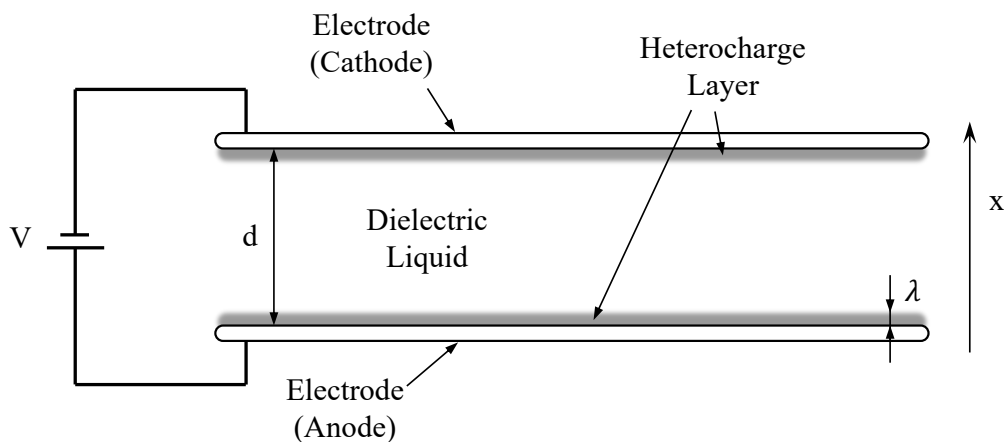 Electrode
(Cathode)
Heterocharge
Layer
V
d
Dielectric
Liquid
x
λ
Electrode
(Anode)